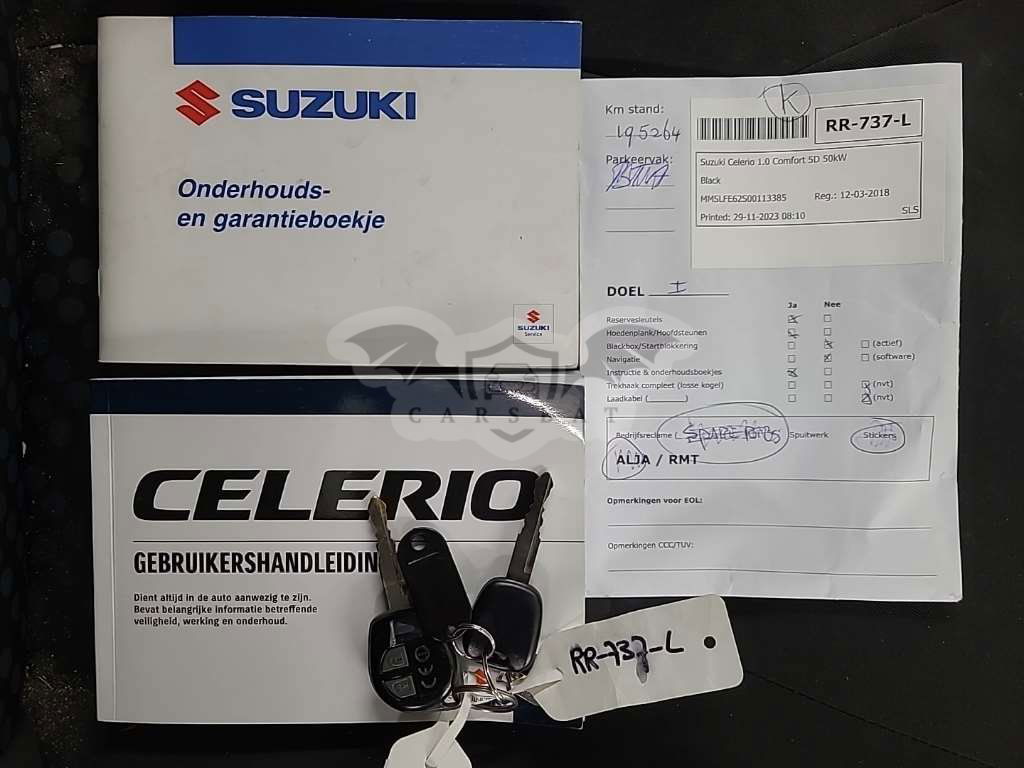 SUZUKI
Onderhouds-
en garantieboekje
SUZUKI
Service
Km stand:
195264
Parkeervak:
K
RR-737-L
Suzuki Celerio 1.0 Comfort 5D 50kW
Black
MMSLFE62S00113385 Reg.: 12-03-2018
Printed: 29-11-2023 08:10
SLS
DOEL I
Ja Nee
Reservesleutels
Hoedenplank/Hoofdsteunen
Blackbox/Startblokkering (actief)
Navigatie (software)
Instructie & onderhoudsboekjes
Trekhaak compleet (losse kogel) (nvt)
Laadkabel (______) (nvt)
Bedrijfsreclame ( Spuitwerk Stickers
ALJA / RMT
Opmerkingen voor EOL:
Opmerkingen CCC/TUV:
CARSBAT
CELERIO
GEBRUIKERSHANDLEIDIN
Dient altijd in de auto aanwezig te zijn.
Bevat belangrijke informatie betreffende
veiligheid, werking en onderhoud.
RR-737-L